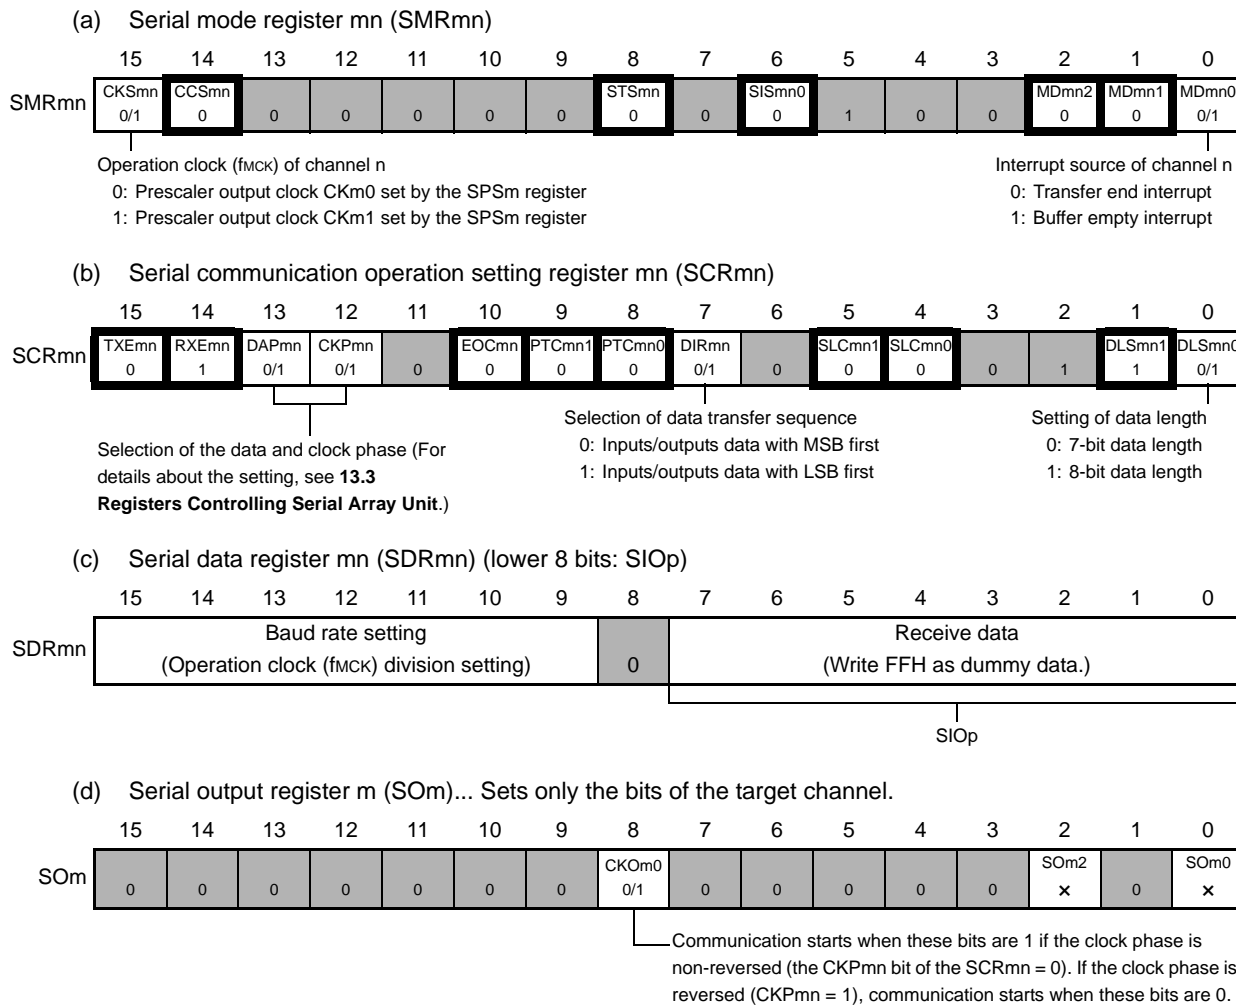 (a) Serial mode register mn (SMRmn)
15 14 13 12 11 10 9 8 7 6 5 4 3 2 1 0
SMRmn
CKSmn CCSmn STSmn SISmn0 MDmn2 MDmn1 MDmn0
0/1 0 0 0 0 0 0 0 0 0 1 0 0 0 0 0/1
Operation clock (fMCK) of channel n
0: Prescaler output clock CKm0 set by the SPSm register
1: Prescaler output clock CKm1 set by the SPSm register
Interrupt source of channel n
0: Transfer end interrupt
1: Buffer empty interrupt
(b) Serial communication operation setting register mn (SCRmn)
15 14 13 12 11 10 9 8 7 6 5 4 3 2 1 0
SCRmn
TXEmn RXEmn DAPmn CKPmn EOCmn PTCmn1 PTCmn0 DIRmn SLCmn1 SLCmn0 DLSmn1 DLSmn0
0 1 0/1 0/1 0 0 0 0 0/1 0 0 0 0 1 1 0/1
Selection of the data and clock phase (For
details about the setting, see 13.3
Registers Controlling Serial Array Unit.)
Selection of data transfer sequence
0: Inputs/outputs data with MSB first
1: Inputs/outputs data with LSB first
Setting of data length
0: 7-bit data length
1: 8-bit data length
(c) Serial data register mn (SDRmn) (lower 8 bits: SIOp)
15 14 13 12 11 10 9 8 7 6 5 4 3 2 1 0
SDRmn
Baud rate setting
(Operation clock (fMCK) division setting)
0
Receive data
(Write FFH as dummy data.)
SIOp
(d) Serial output register m (SOm)... Sets only the bits of the target channel.
15 14 13 12 11 10 9 8 7 6 5 4 3 2 1 0
SOm
CKOm0 SOm2 SOm0
0 0 0 0 0 0 0 0/1 0 0 0 0 0 × 0 ×
Communication starts when these bits are 1 if the clock phase is
non-reversed (the CKPmn bit of the SCRmn = 0). If the clock phase is
reversed (CKPmn = 1), communication starts when these bits are 0.